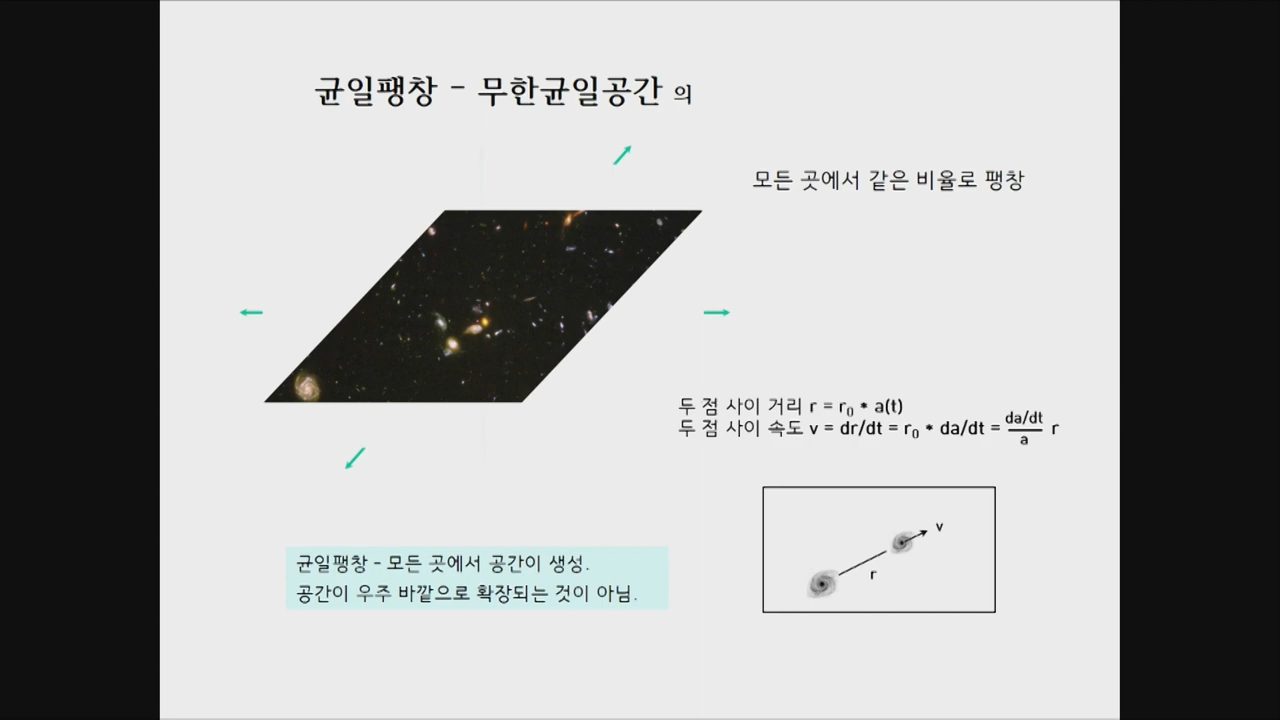 균일팽창 - 무한균일공간 의
모든 곳에서 같은 비율로 팽창
두 점 사이 거리 r = r₀ * a(t)
두 점 사이 속도 v = dr/dt = r₀ * da/dt = (da/dt)/a r
v
r
균일팽창 - 모든 곳에서 공간이 생성.
공간이 우주 바깥으로 확장되는 것이 아님.